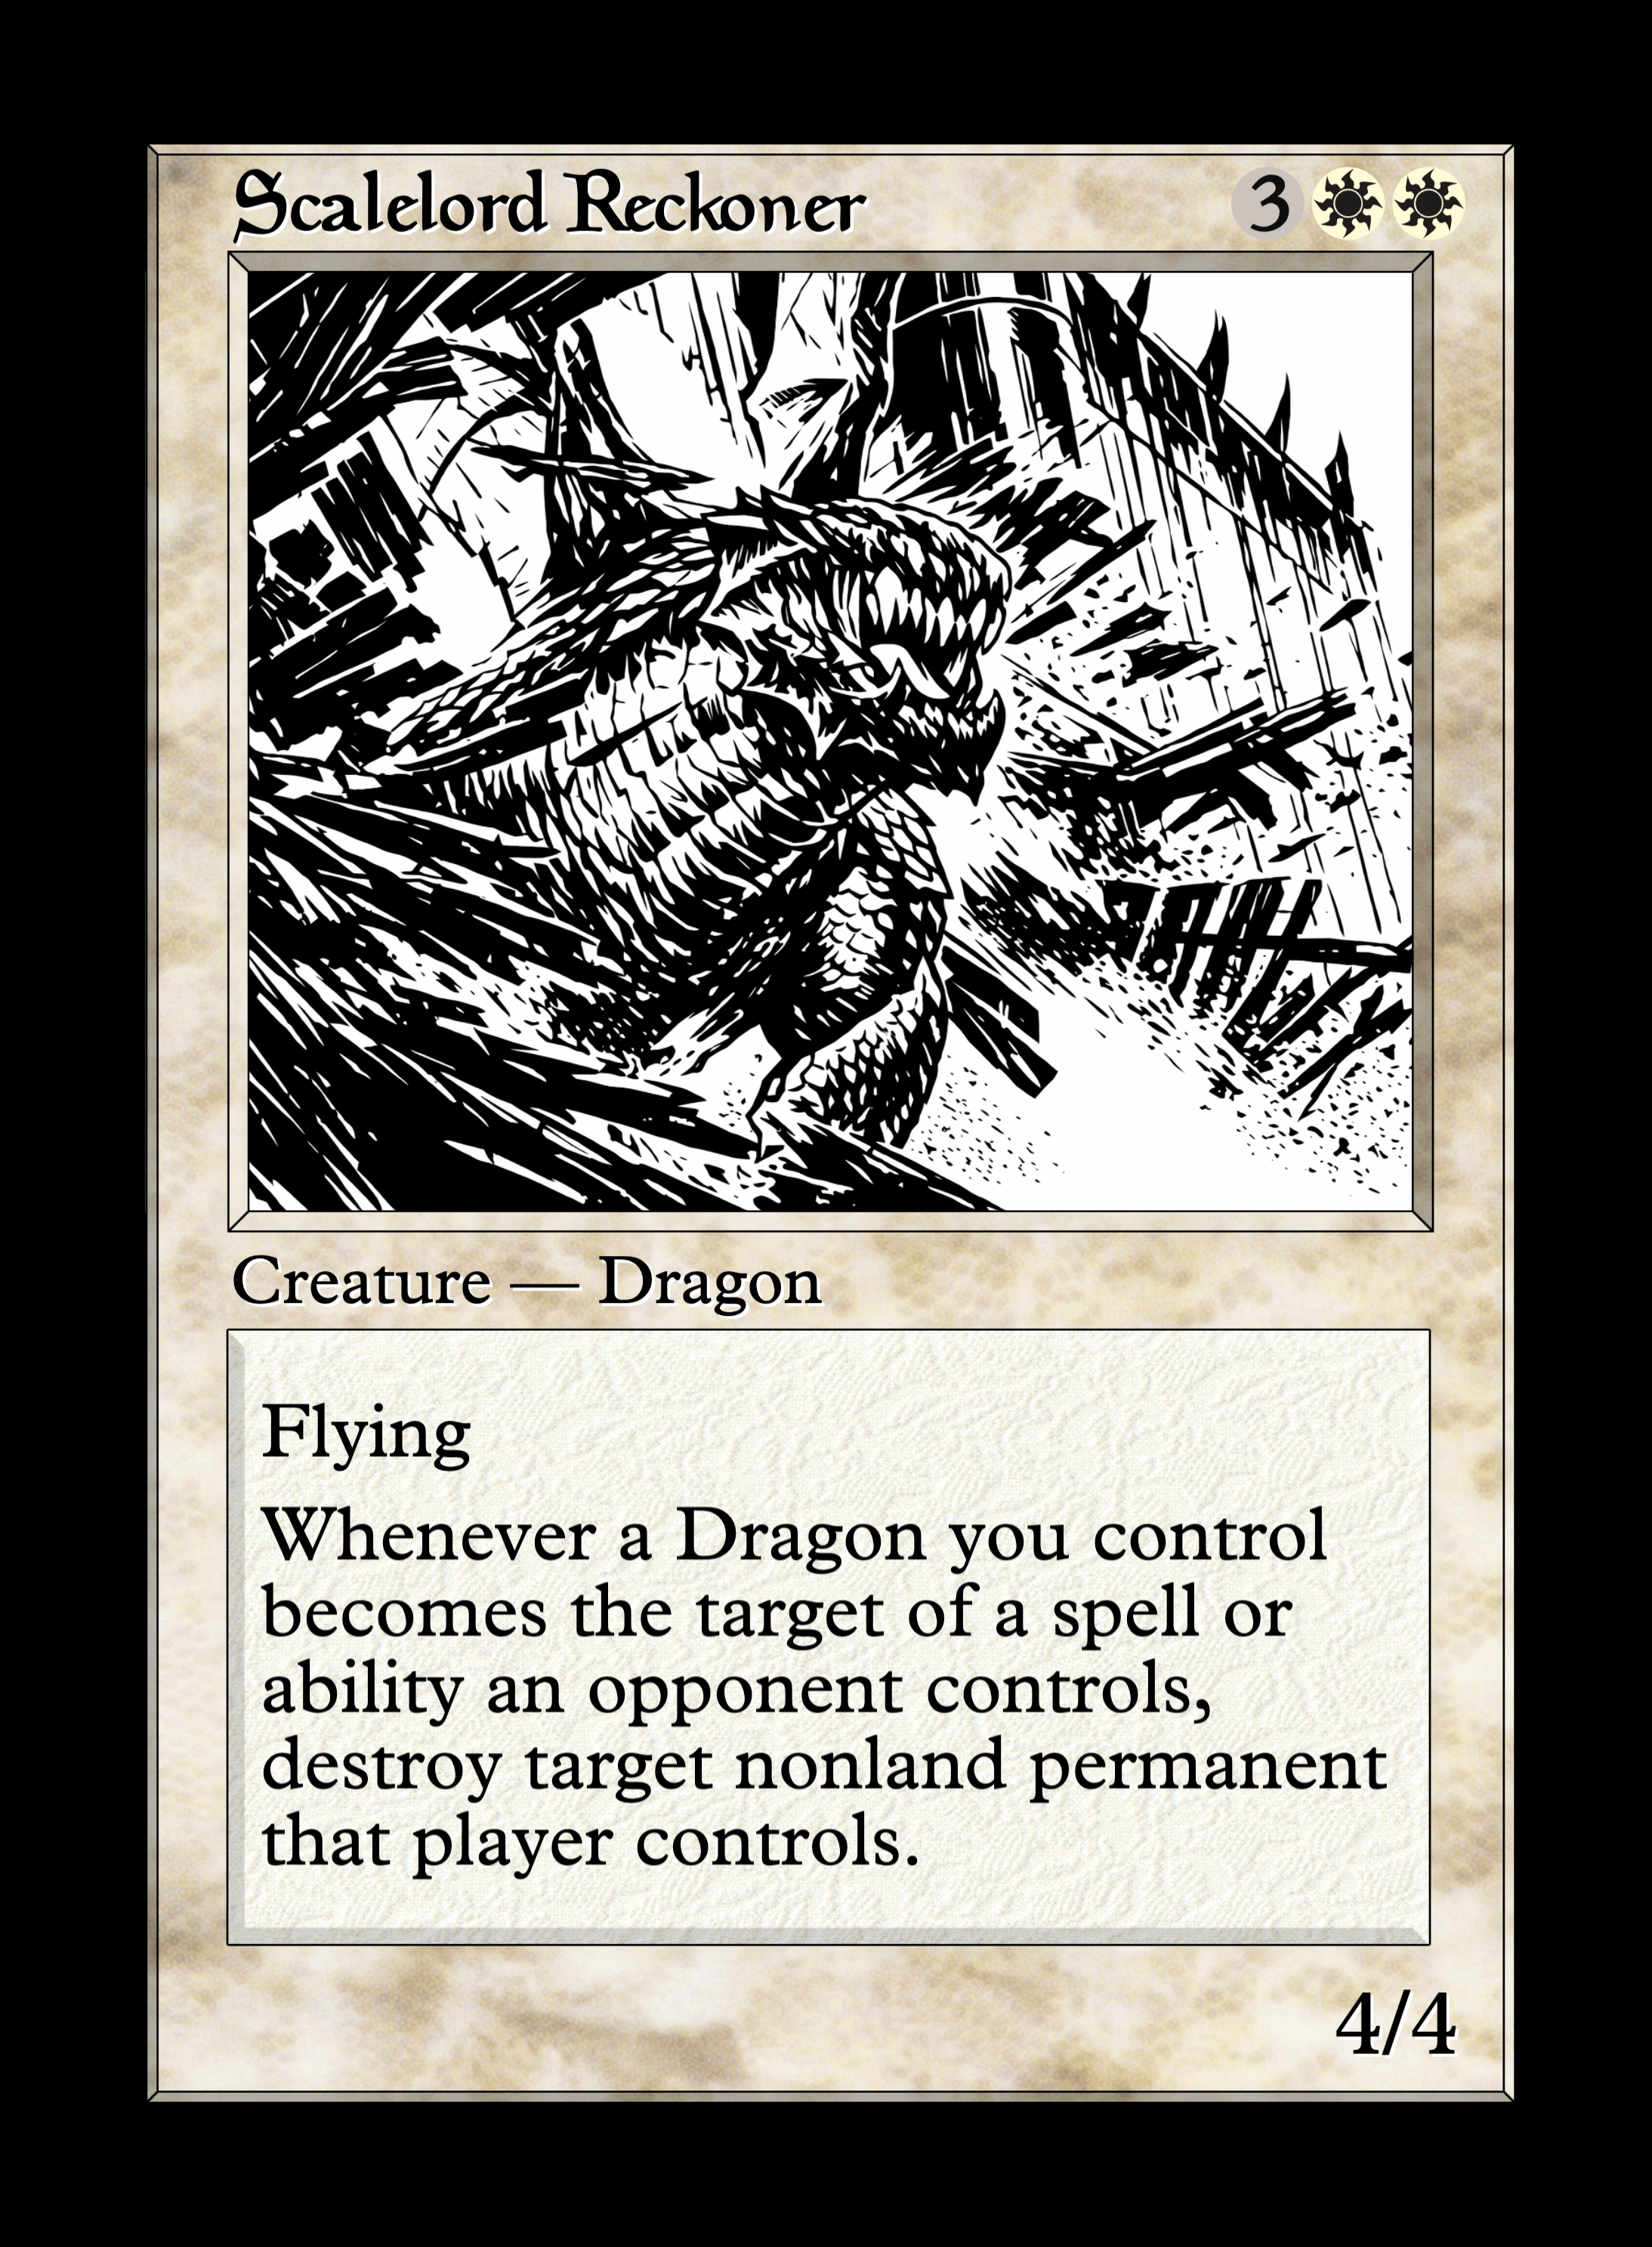 Scalelord Reckoner 3
Creature — Dragon
Flying
Whenever a Dragon you control
becomes the target of a spell or
ability an opponent controls,
destroy target nonland permanent
that player controls.
4/4